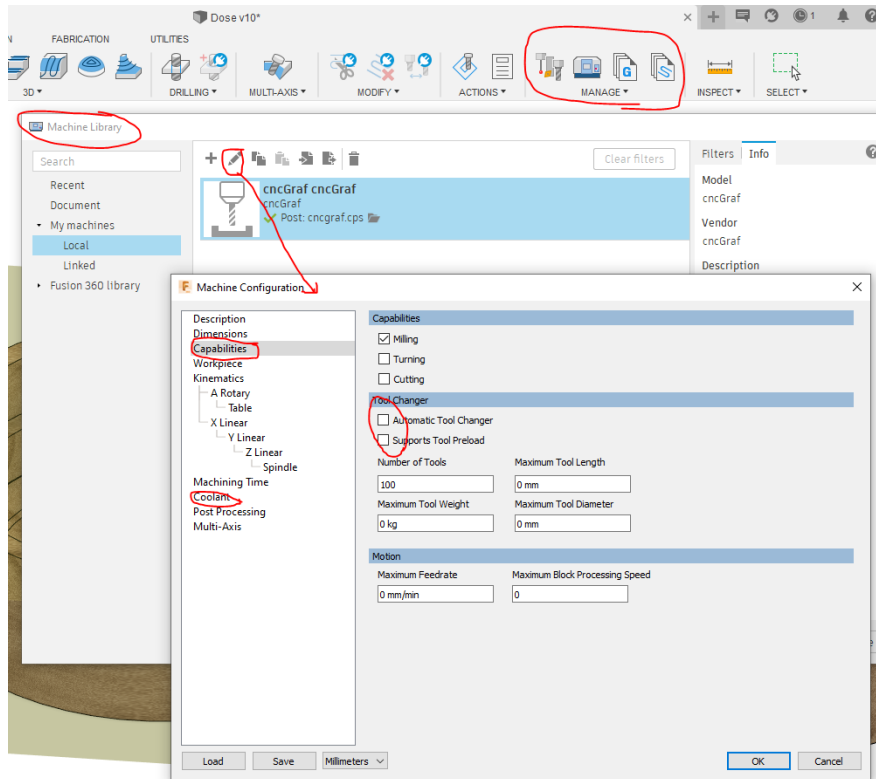 Dose v10*
1
N FABRICATION UTILITIES
3D DRILLING MULTI-AXIS MODIFY ACTIONS MANAGE INSPECT SELECT
G
Machine Library
Search
Clear filters
Filters Info
Recent
Document
My machines
Local
Linked
Fusion 360 library
cncGraf cncGraf
cncGraf
Post: cncgraf.cps
Model
cncGraf
Vendor
cncGraf
Description
F Machine Configuration
Description
Dimensions
Capabilities
Workpiece
Kinematics
A Rotary
Table
X Linear
Y Linear
Z Linear
Spindle
Machining Time
Coolant
Post Processing
Multi-Axis
Capabilities
Milling
Turning
Cutting
Tool Changer
Automatic Tool Changer
Supports Tool Preload
Number of Tools Maximum Tool Length
100 0 mm
Maximum Tool Weight Maximum Tool Diameter
0 kg 0 mm
Motion
Maximum Feedrate Maximum Block Processing Speed
0 mm/min 0
Load Save Millimeters OK Cancel